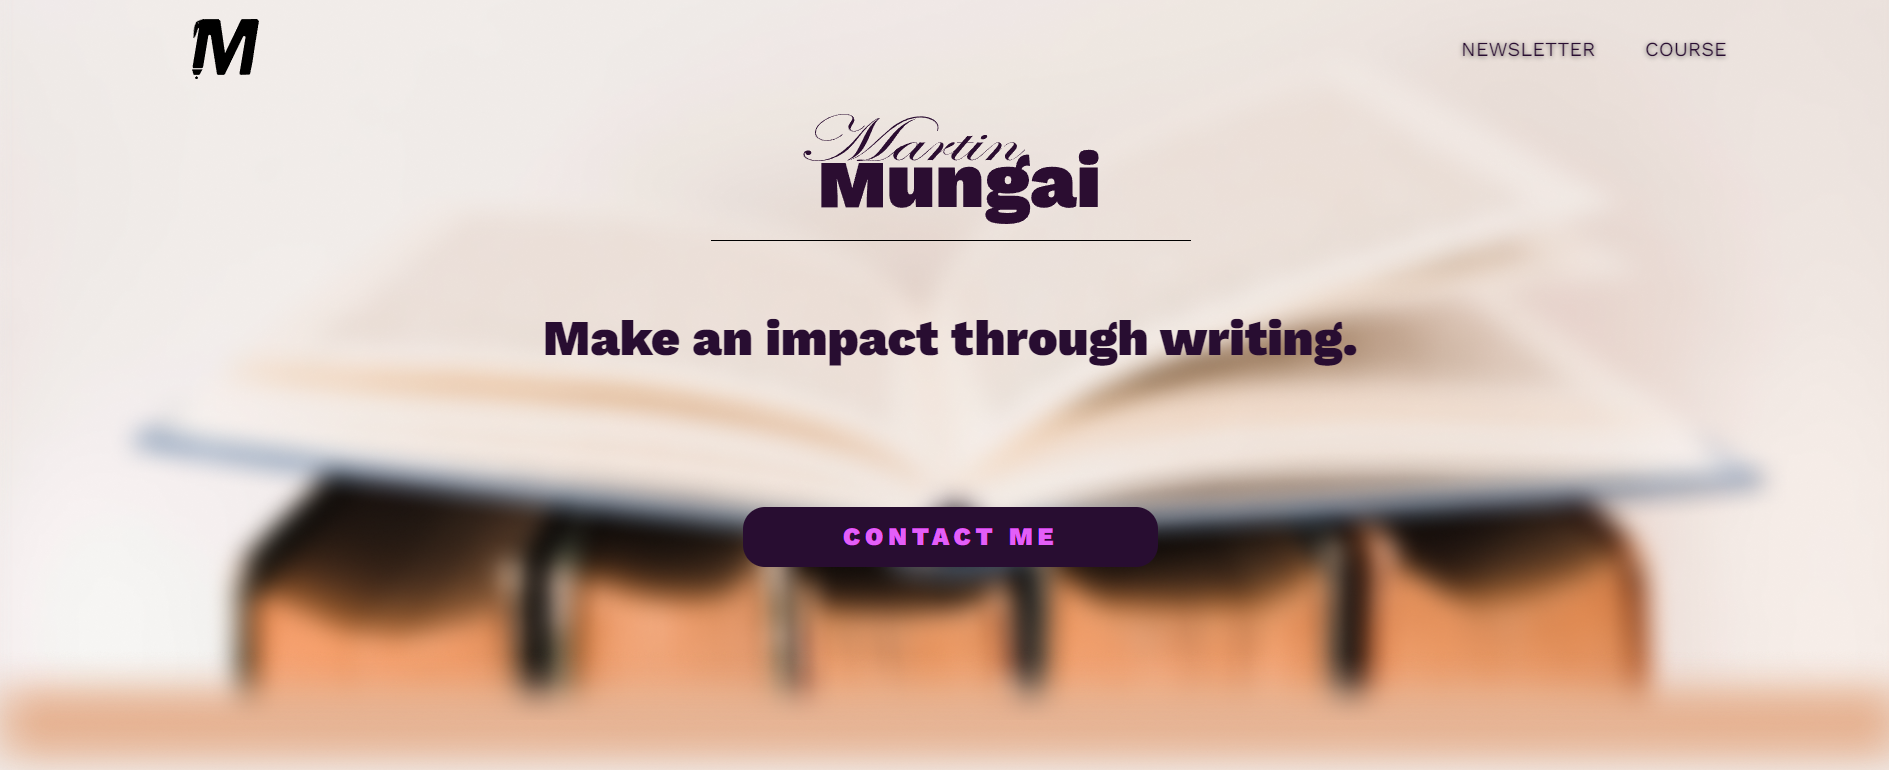 M
NEWSLETTER COURSE
Martin
Mungai
Make an impact through writing.
CONTACT ME